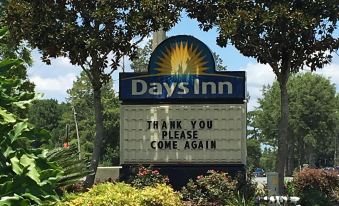 Days Inn
THANK YOU
PLEASE
COME AGAIN